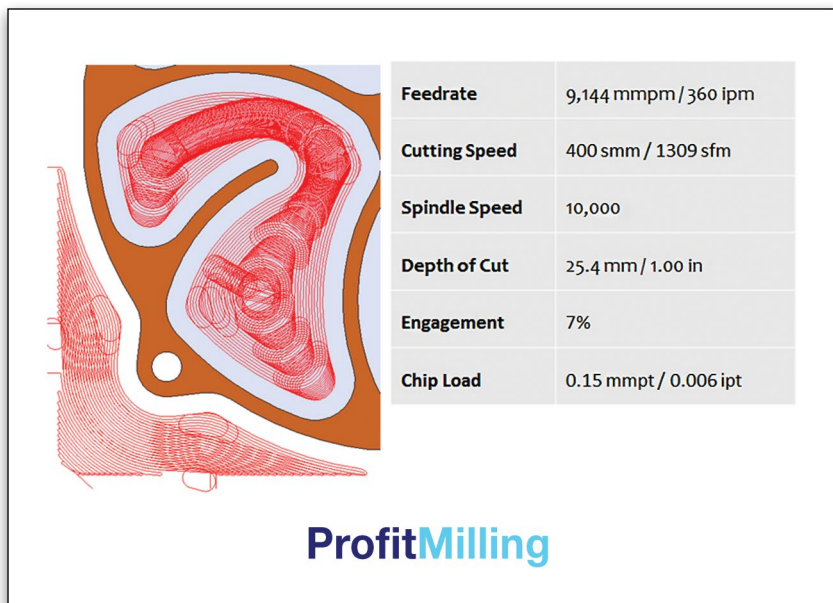 Feedrate 9,144 mmpm / 360 ipm
Cutting Speed 400 smm / 1309 sfm
Spindle Speed 10,000
Depth of Cut 25.4 mm / 1.00 in
Engagement 7%
Chip Load 0.15 mmpt / 0.006 ipt
ProfitMilling